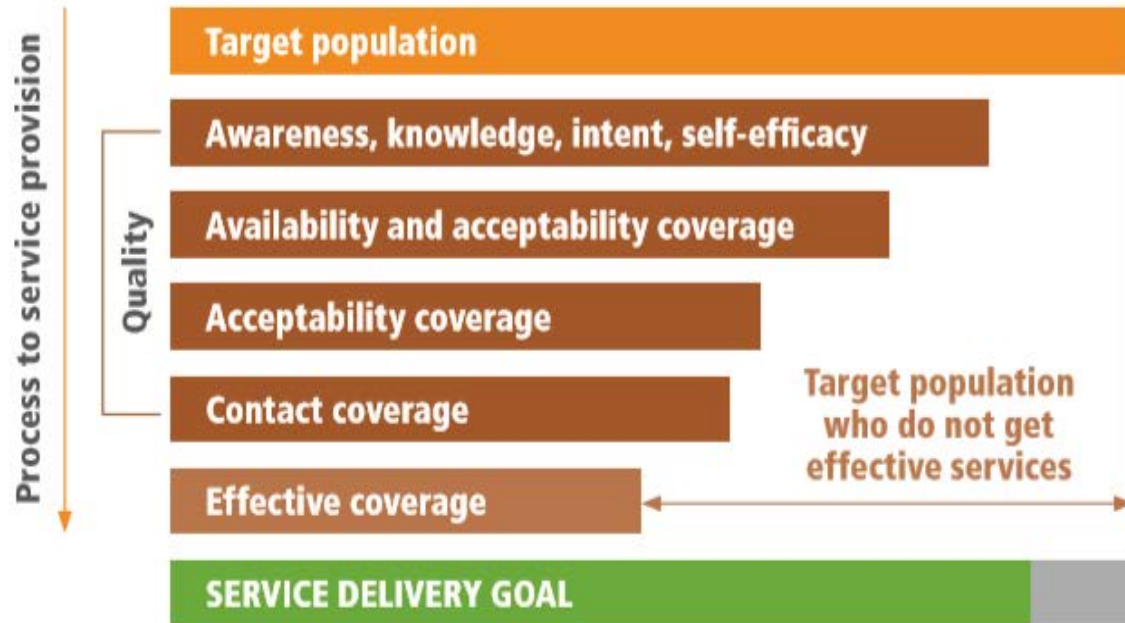 Process to service provision
Quality
Target population
Awareness, knowledge, intent, self-efficacy
Availability and acceptability coverage
Acceptability coverage
Contact coverage
Effective coverage
Target population
who do not get
effective services
SERVICE DELIVERY GOAL